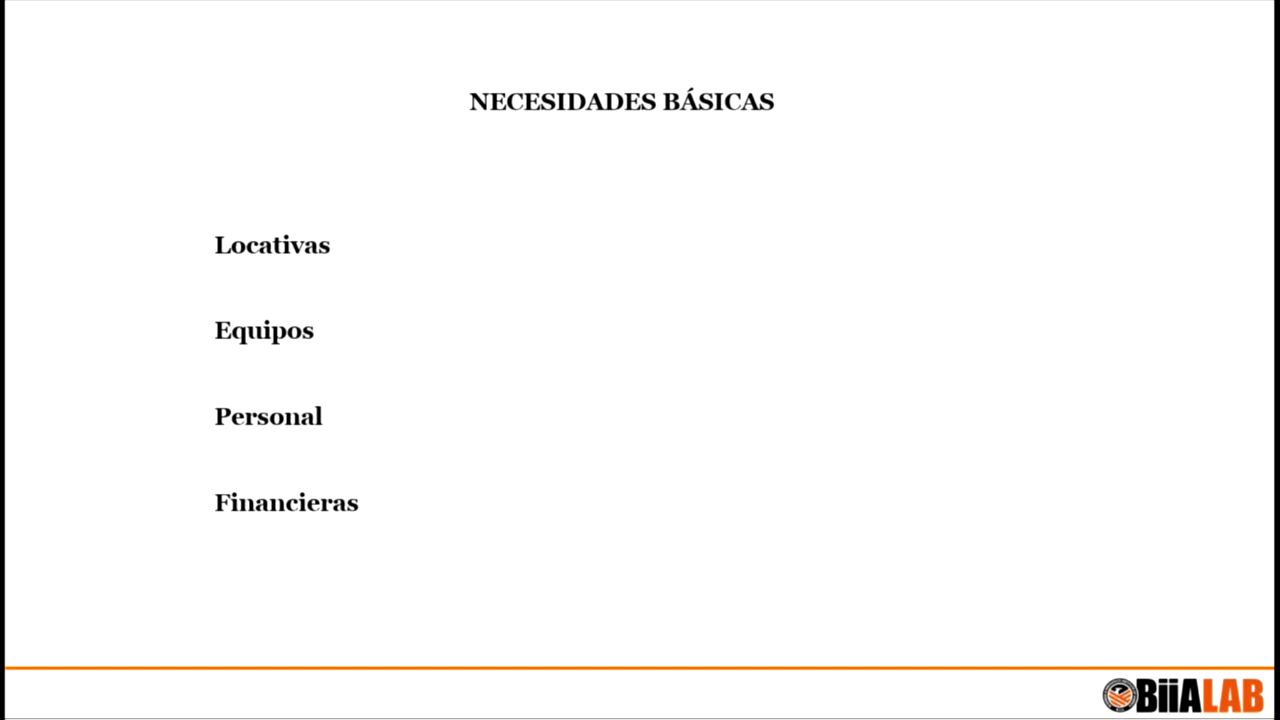 NECESIDADES BÁSICAS
Locativas
Equipos
Personal
Financieras
BiiALAB